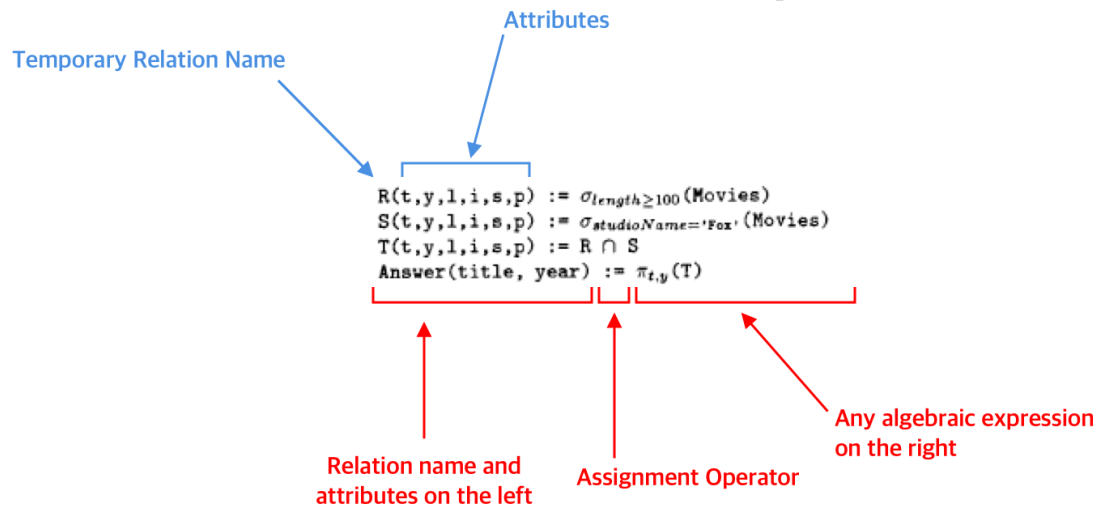 Attributes
Temporary Relation Name
R(t,y,l,i,s,p) := σlength≥100(Movies)
S(t,y,l,i,s,p) := σstudioName='Fox'(Movies)
T(t,y,l,i,s,p) := R ∩ S
Answer(title, year) := πt,y(T)
Any algebraic expression
on the right
Relation name and
attributes on the left
Assignment Operator